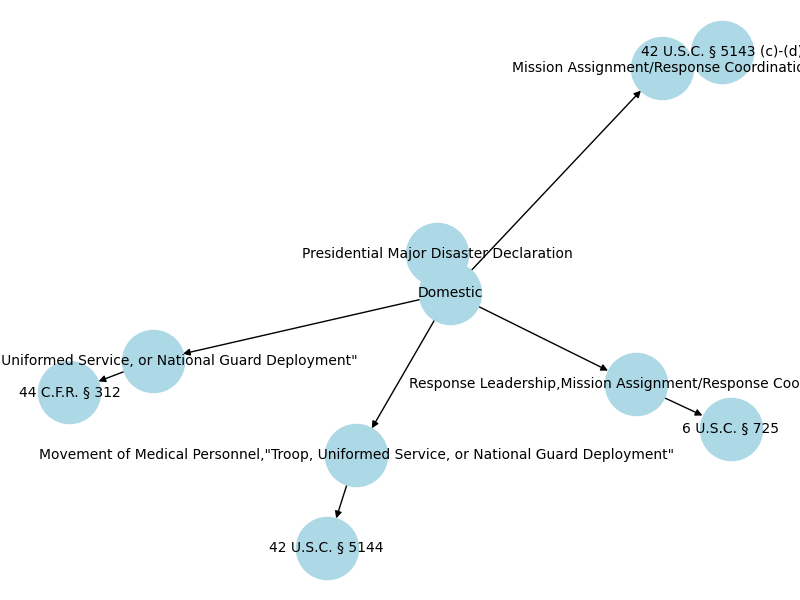 42 U.S.C. § 5143 (c)-(d)
Mission Assignment/Response Coordinatio
Presidential Major Disaster Declaration
Domestic
Uniformed Service, or National Guard Deployment"
44 C.F.R. § 312
Response Leadership,Mission Assignment/Response Coo
6 U.S.C. § 725
Movement of Medical Personnel,"Troop, Uniformed Service, or National Guard Deployment"
42 U.S.C. § 5144